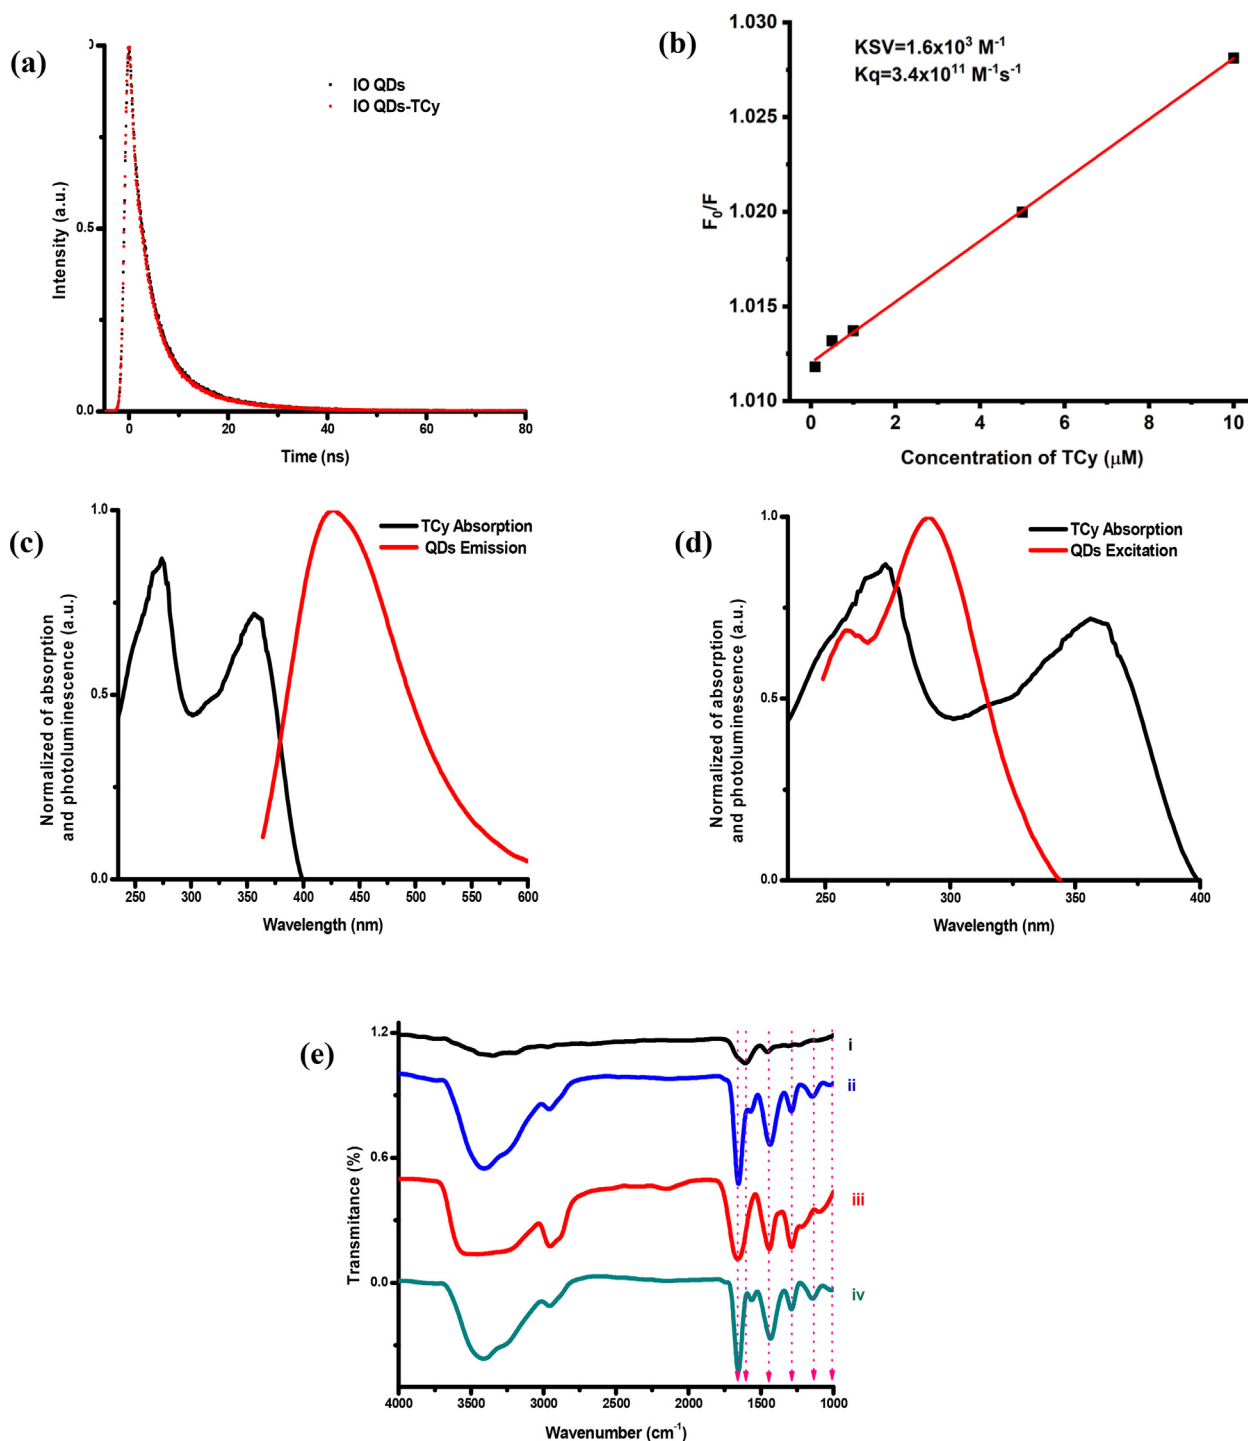 (a)
IO QDs
IO QDs-TCy
0.5
0.0
0
20
40
60
80
Intensity (a.u.)
Time (ns)
(b)
KSV=1.6x10³ M⁻¹
Kq=3.4x10¹¹ M⁻¹s⁻¹
1.030
1.025
1.020
1.015
1.010
F₀/F
0
2
4
6
8
10
Concentration of TCy (μM)
(c)
TCy Absorption
QDs Emission
1.0
0.5
0.0
Normalized of absorption
and photoluminescence (a.u.)
250
300
350
400
450
500
550
600
Wavelength (nm)
(d)
TCy Absorption
QDs Excitation
1.0
0.5
0.0
Normalized of absorption
and photoluminescence (a.u.)
250
300
350
400
Wavelength (nm)
(e)
i
ii
iii
iv
1.2
0.6
0.0
Transmitance (%)
4000
3500
3000
2500
2000
1500
1000
Wavenumber (cm⁻¹)